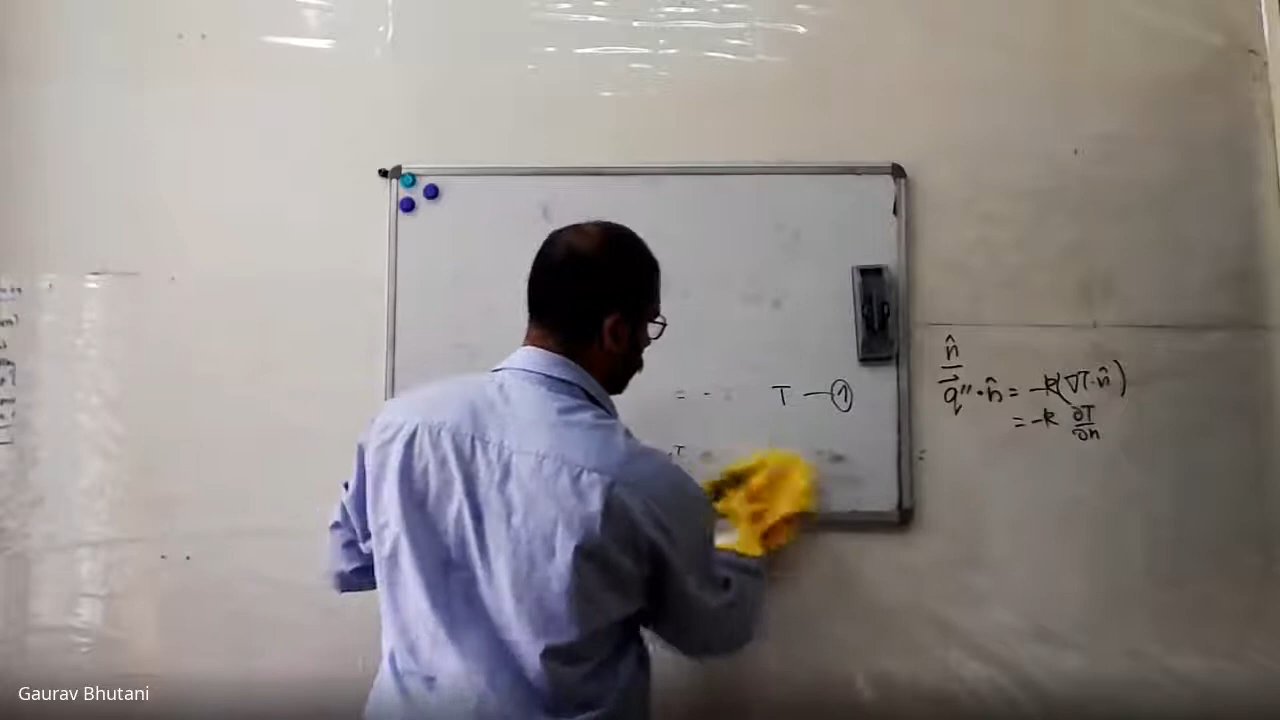 = -
T — ①
n̂
q⃗''·n̂ = -k(∇T·n̂)
= -k ∂T/∂n
Gaurav Bhutani